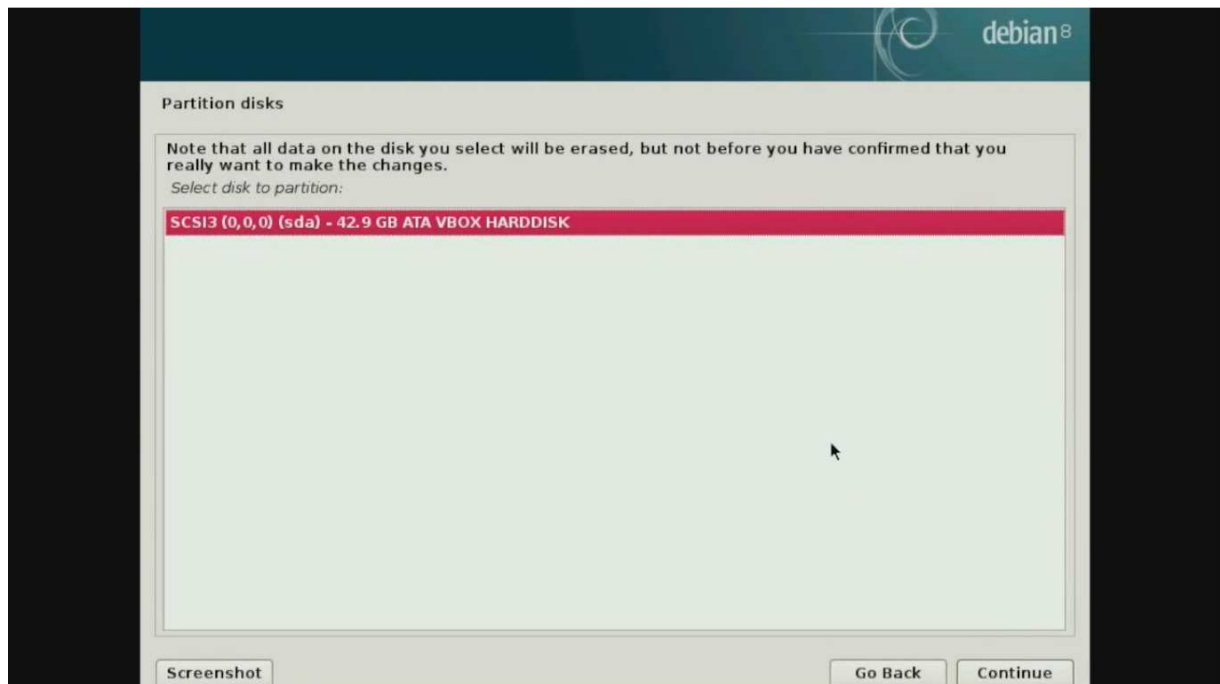 debian 8
Partition disks
Note that all data on the disk you select will be erased, but not before you have confirmed that you
really want to make the changes.
Select disk to partition:
SCSI3 (0,0,0) (sda) - 42.9 GB ATA VBOX HARDDISK
Screenshot
Go Back
Continue